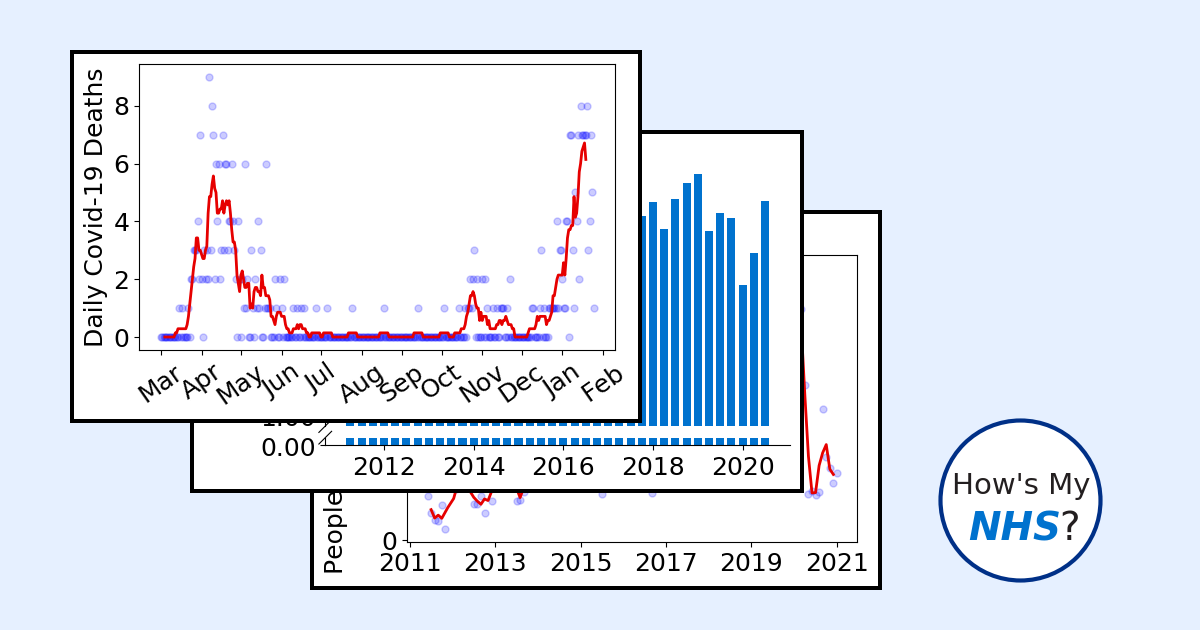 Daily Covid-19 Deaths
8
6
4
2
0
Mar Apr May Jun Jul Aug Sep Oct Nov Dec Jan Feb
0.00
2012 2014 2016 2018 2020
People
0
2011 2013 2015 2017 2019 2021
How's My
NHS?